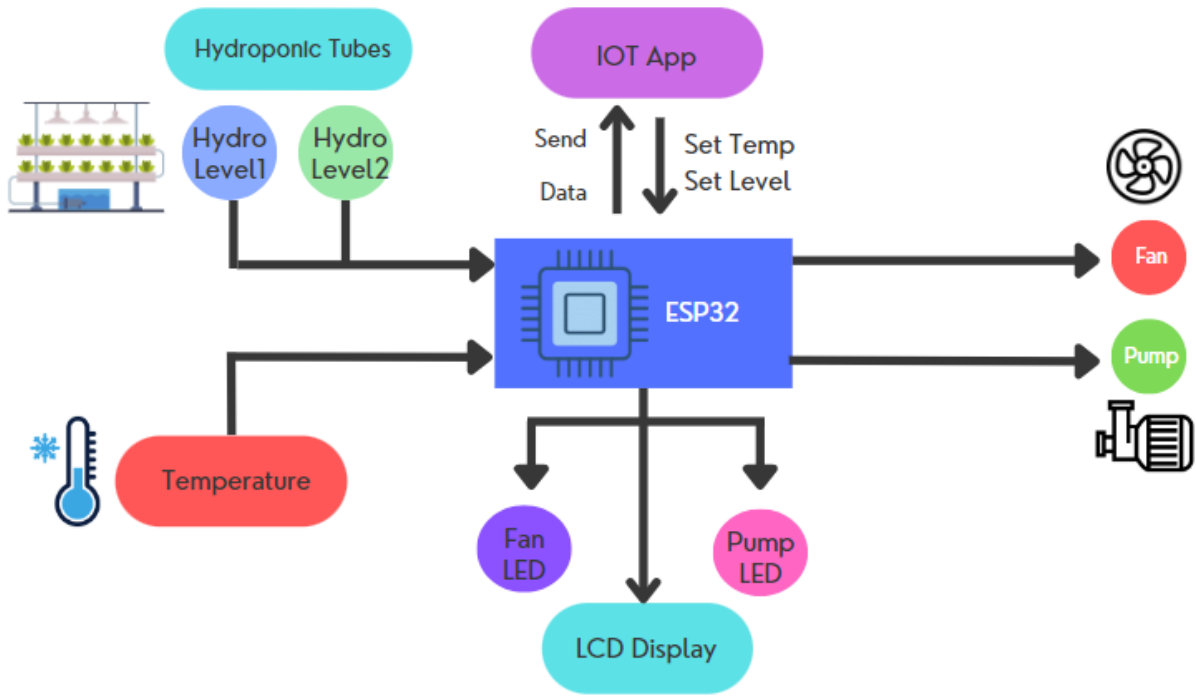 Hydroponic Tubes
IOT App
Hydro
Level1
Hydro
Level2
Send
Data
Set Temp
Set Level
Fan
ESP32
Pump
Temperature
Fan
LED
Pump
LED
LCD Display